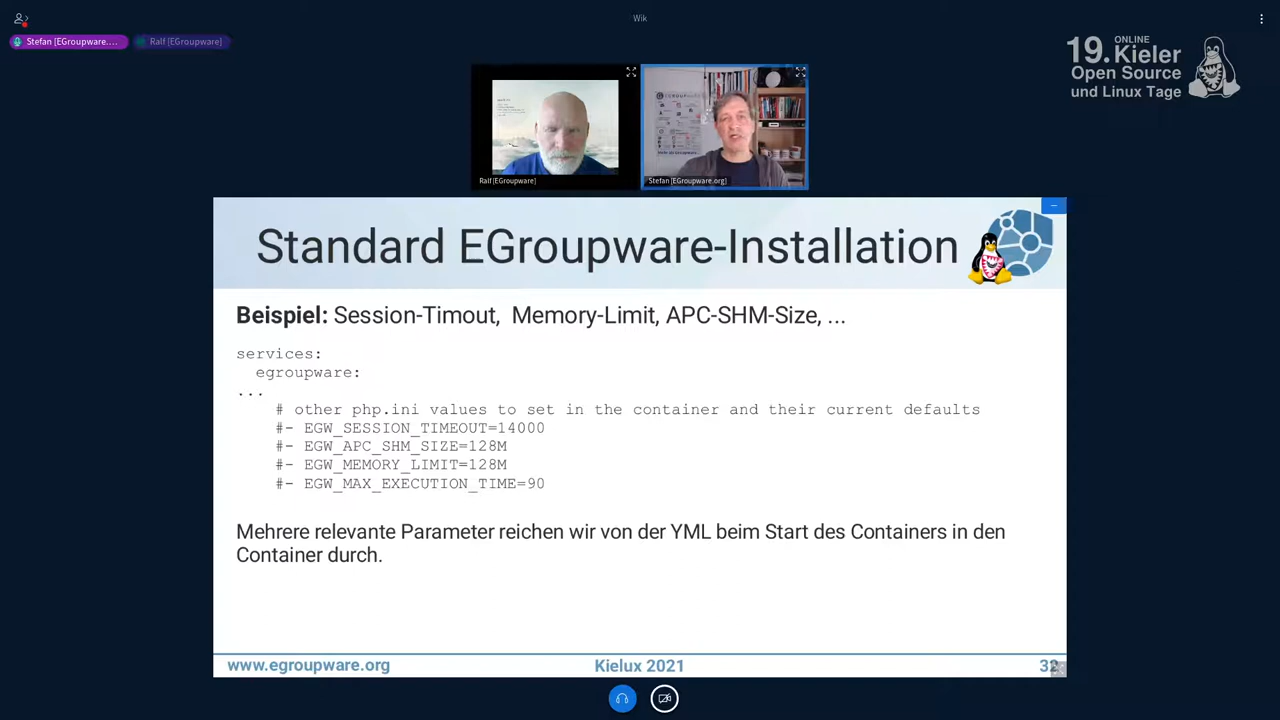 Wik
Stefan [EGroupware....
Ralf [EGroupware]
ONLINE
19. Kieler
Open Source
und Linux Tage
EGROUPWARE
Ralf [EGroupware]
Stefan [EGroupware.org]
Standard EGroupware-Installation
Beispiel: Session-Timout, Memory-Limit, APC-SHM-Size, ...
services:
egroupware:
...
# other php.ini values to set in the container and their current defaults
#- EGW_SESSION_TIMEOUT=14000
#- EGW_APC_SHM_SIZE=128M
#- EGW_MEMORY_LIMIT=128M
#- EGW_MAX_EXECUTION_TIME=90
Mehrere relevante Parameter reichen wir von der YML beim Start des Containers in den
Container durch.
www.egroupware.org
Kielux 2021
32